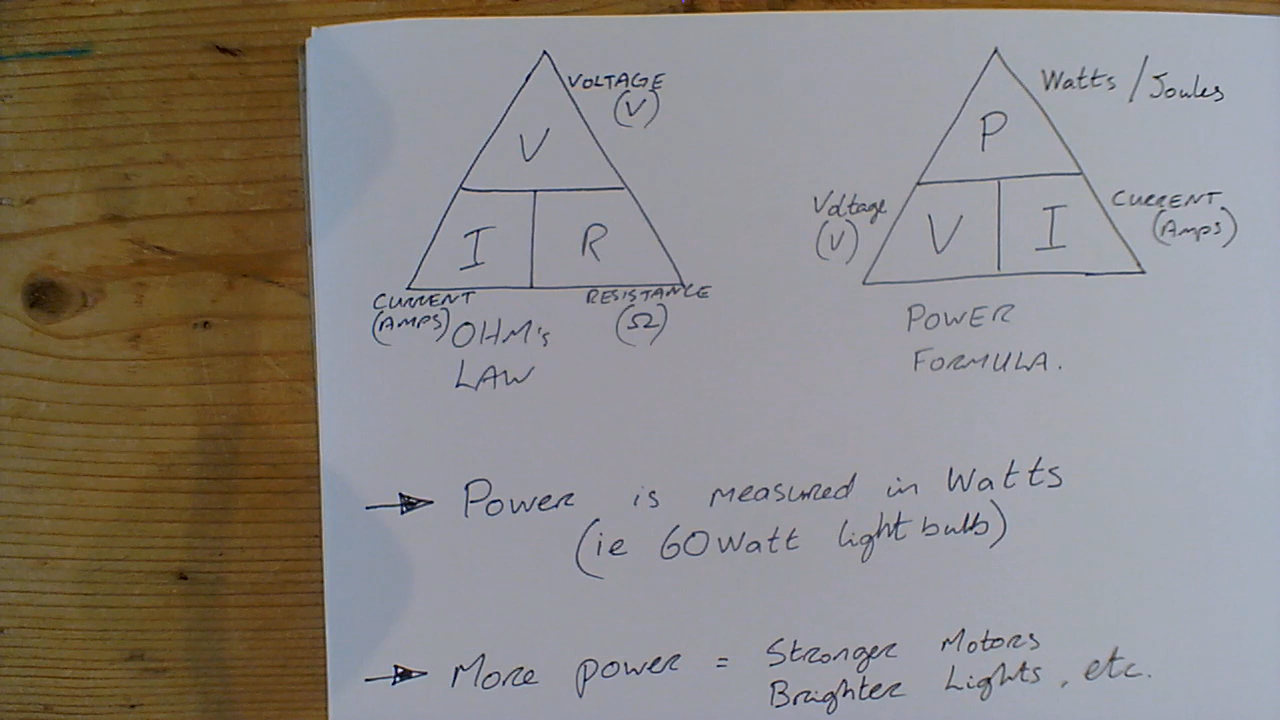 VOLTAGE
(V)
V
I
R
CURRENT
(AMPS)
RESISTANCE
(Ω)
OHM's
LAW
Watts / Joules
P
Voltage
(V)
V
I
CURRENT
(Amps)
POWER
FORMULA.
Power is measured in Watts
(ie 60 Watt light bulb)
More power = Stronger Motors
Brighter Lights, etc.